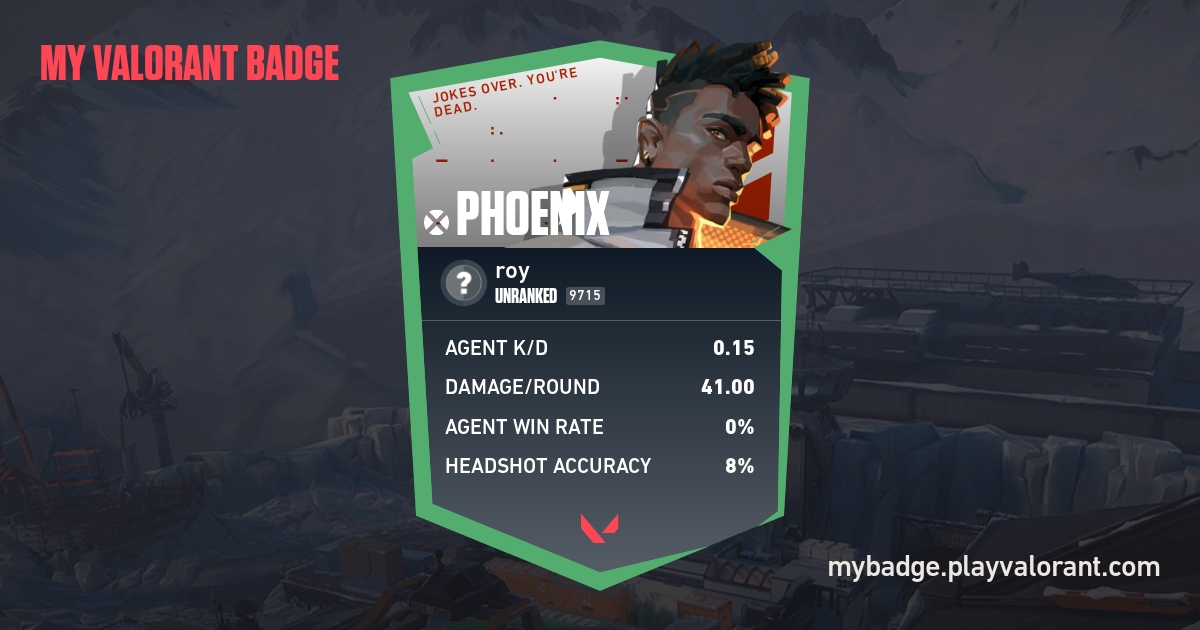 MY VALORANT BADGE
JOKES OVER. YOU'RE
DEAD.
PHOENIX
?
roy
UNRANKED 9715
AGENT K/D 0.15
DAMAGE/ROUND 41.00
AGENT WIN RATE 0%
HEADSHOT ACCURACY 8%
mybadge.playvalorant.com